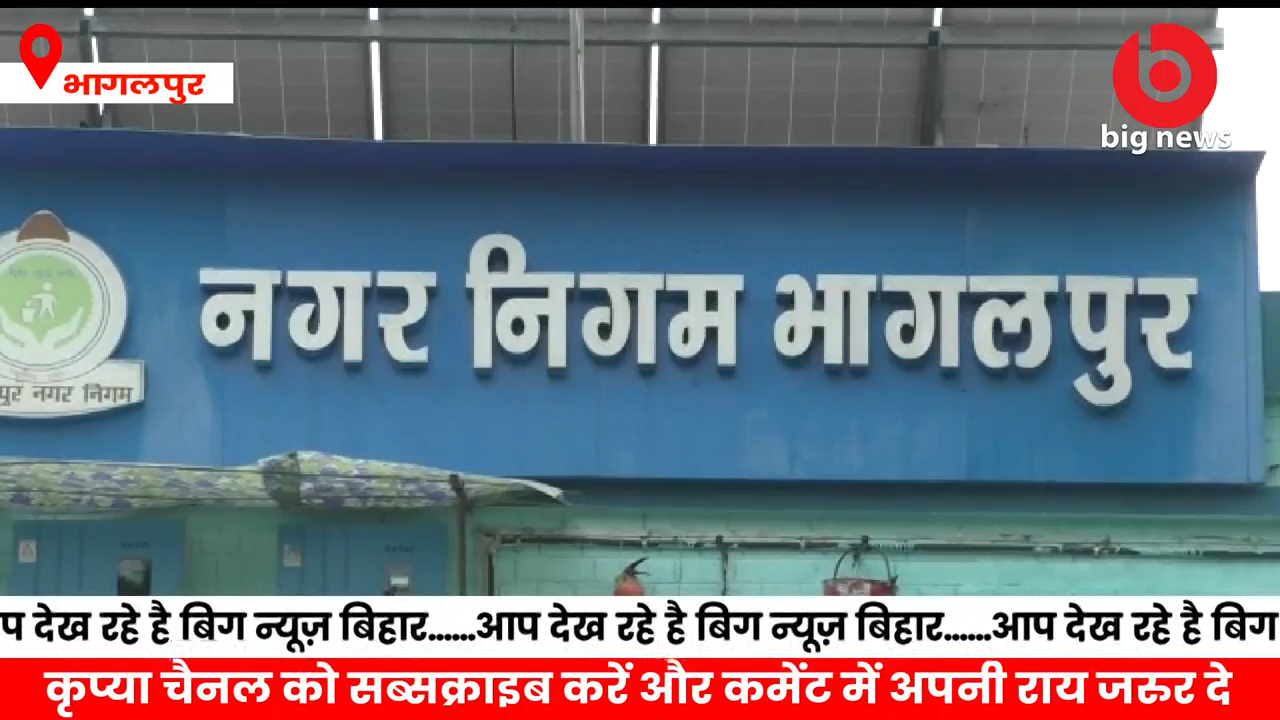 भागलपुर
big news
नगर निगम भागलपुर
पुर नगर निगम
प देख रहे है बिग न्यूज़ बिहार......आप देख रहे है बिग न्यूज़ बिहार......आप देख रहे है बिग
कृप्या चैनल को सब्सक्राइब करें और कमेंट में अपनी राय जरुर दे